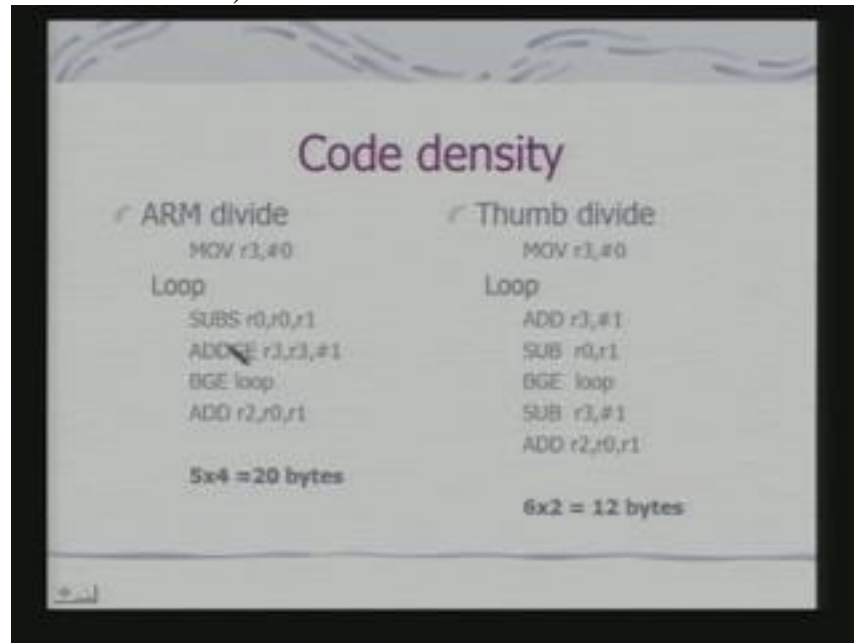 Code density
ARM divide
MOV r3,#0
Loop
SUBS r0,r0,r1
r3,r3,#1
BGE loop
ADD r2,r0,r1
5x4 =20 bytes
Thumb divide
MOV r3,#0
Loop
ADD r3,#1
SUB r0,r1
BGE loop
SUB r3,#1
ADD r2,r0,r1
6x2 = 12 bytes